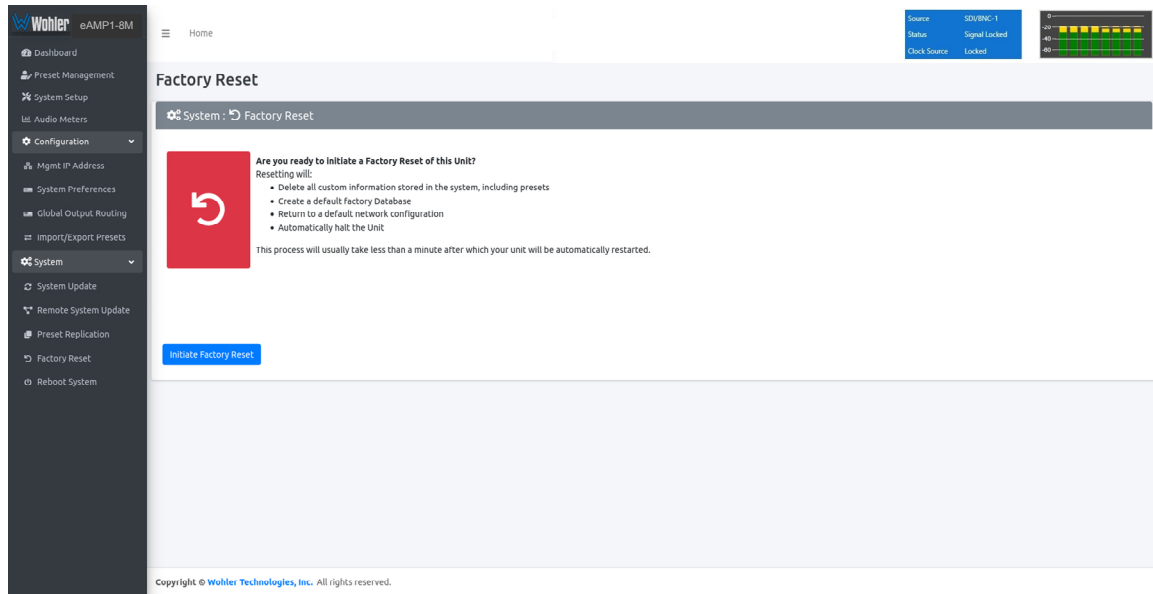 Wohler eAMP1-8M
Dashboard
Preset Management
System Setup
Audio Meters
Configuration
Mgmt IP Address
System Preferences
Global Output Routing
Import/Export Presets
System
System Update
Remote System Update
Preset Replication
Factory Reset
Reboot System
Home
Source SDI/BNC-1
Status Signal Locked
Clock Source Locked
0
-20
-40
-60
Factory Reset
System : Factory Reset
Are you ready to initiate a Factory Reset of this Unit?
Resetting will:
• Delete all custom information stored in the system, including presets
• Create a default factory Database
• Return to a default network configuration
• Automatically halt the Unit
This process will usually take less than a minute after which your unit will be automatically restarted.
Initiate Factory Reset
Copyright © Wohler Technologies, Inc. All rights reserved.